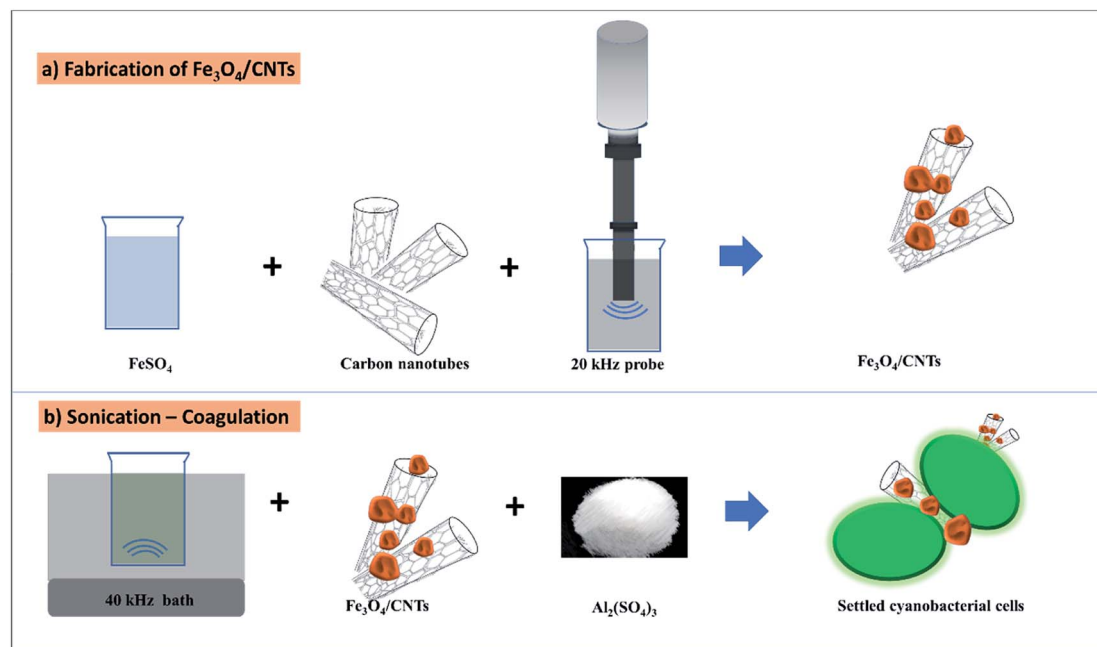 a) Fabrication of Fe₃O₄/CNTs
+
+
FeSO₄
Carbon nanotubes
20 kHz probe
Fe₃O₄/CNTs
b) Sonication – Coagulation
+
+
40 kHz bath
Fe₃O₄/CNTs
Al₂(SO₄)₃
Settled cyanobacterial cells